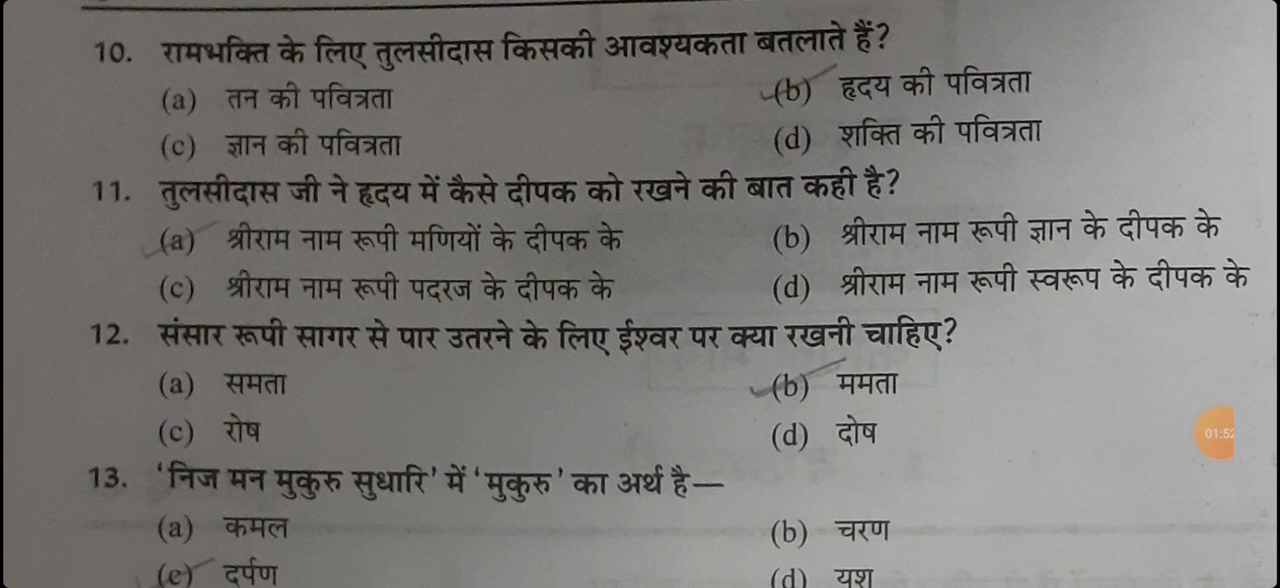 10. रामभक्ति के लिए तुलसीदास किसकी आवश्यकता बतलाते हैं?
(a) तन की पवित्रता (b) हृदय की पवित्रता
(c) ज्ञान की पवित्रता (d) शक्ति की पवित्रता
11. तुलसीदास जी ने हृदय में कैसे दीपक को रखने की बात कही है?
(a) श्रीराम नाम रूपी मणियों के दीपक के (b) श्रीराम नाम रूपी ज्ञान के दीपक के
(c) श्रीराम नाम रूपी पदरज के दीपक के (d) श्रीराम नाम रूपी स्वरूप के दीपक के
12. संसार रूपी सागर से पार उतरने के लिए ईश्वर पर क्या रखनी चाहिए?
(a) समता (b) ममता
(c) रोष (d) दोष
01:52
13. ‘निज मन मुकुरु सुधारि’ में ‘मुकुरु’ का अर्थ है—
(a) कमल (b) चरण
(c) दर्पण (d) यश